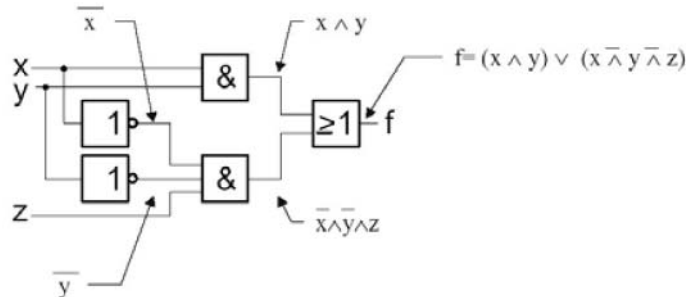 x̅
x ∧ y
f= (x ∧ y) ∨ (x ⊼ y ⊼ z)
x
y
&
1
≥1
f
1
&
z
x̅∧y̅∧z
y̅